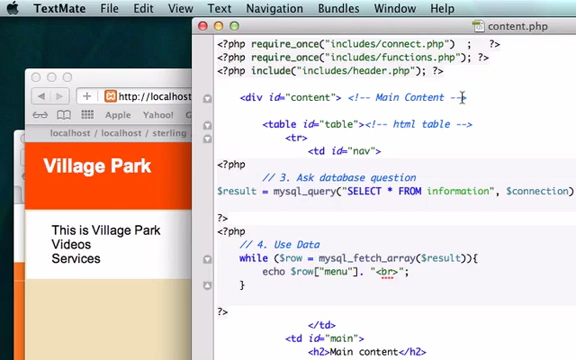 TextMate File Edit View Text Navigation Bundles Window Help
content.php
http://localhost/
Apple Yahoo!
localhost / localhost / sterling
Village Park
This is Village Park
Videos
Services
<?php require_once("includes/connect.php") ; ?>
<?php require_once("includes/functions.php"); ?>
<?php include("includes/header.php"); ?>
<div id="content"> <!-- Main Content -->
<table id="table"><!-- html table -->
<tr>
<td id="nav">
<?php
// 3. Ask database question
$result = mysql_query("SELECT * FROM information", $connection)
?>
<?php
// 4. Use Data
while ($row = mysql_fetch_array($result)){
echo $row["menu"]. "<br>";
}
?>
</td>
<td id="main">
<h2>Main content</h2>